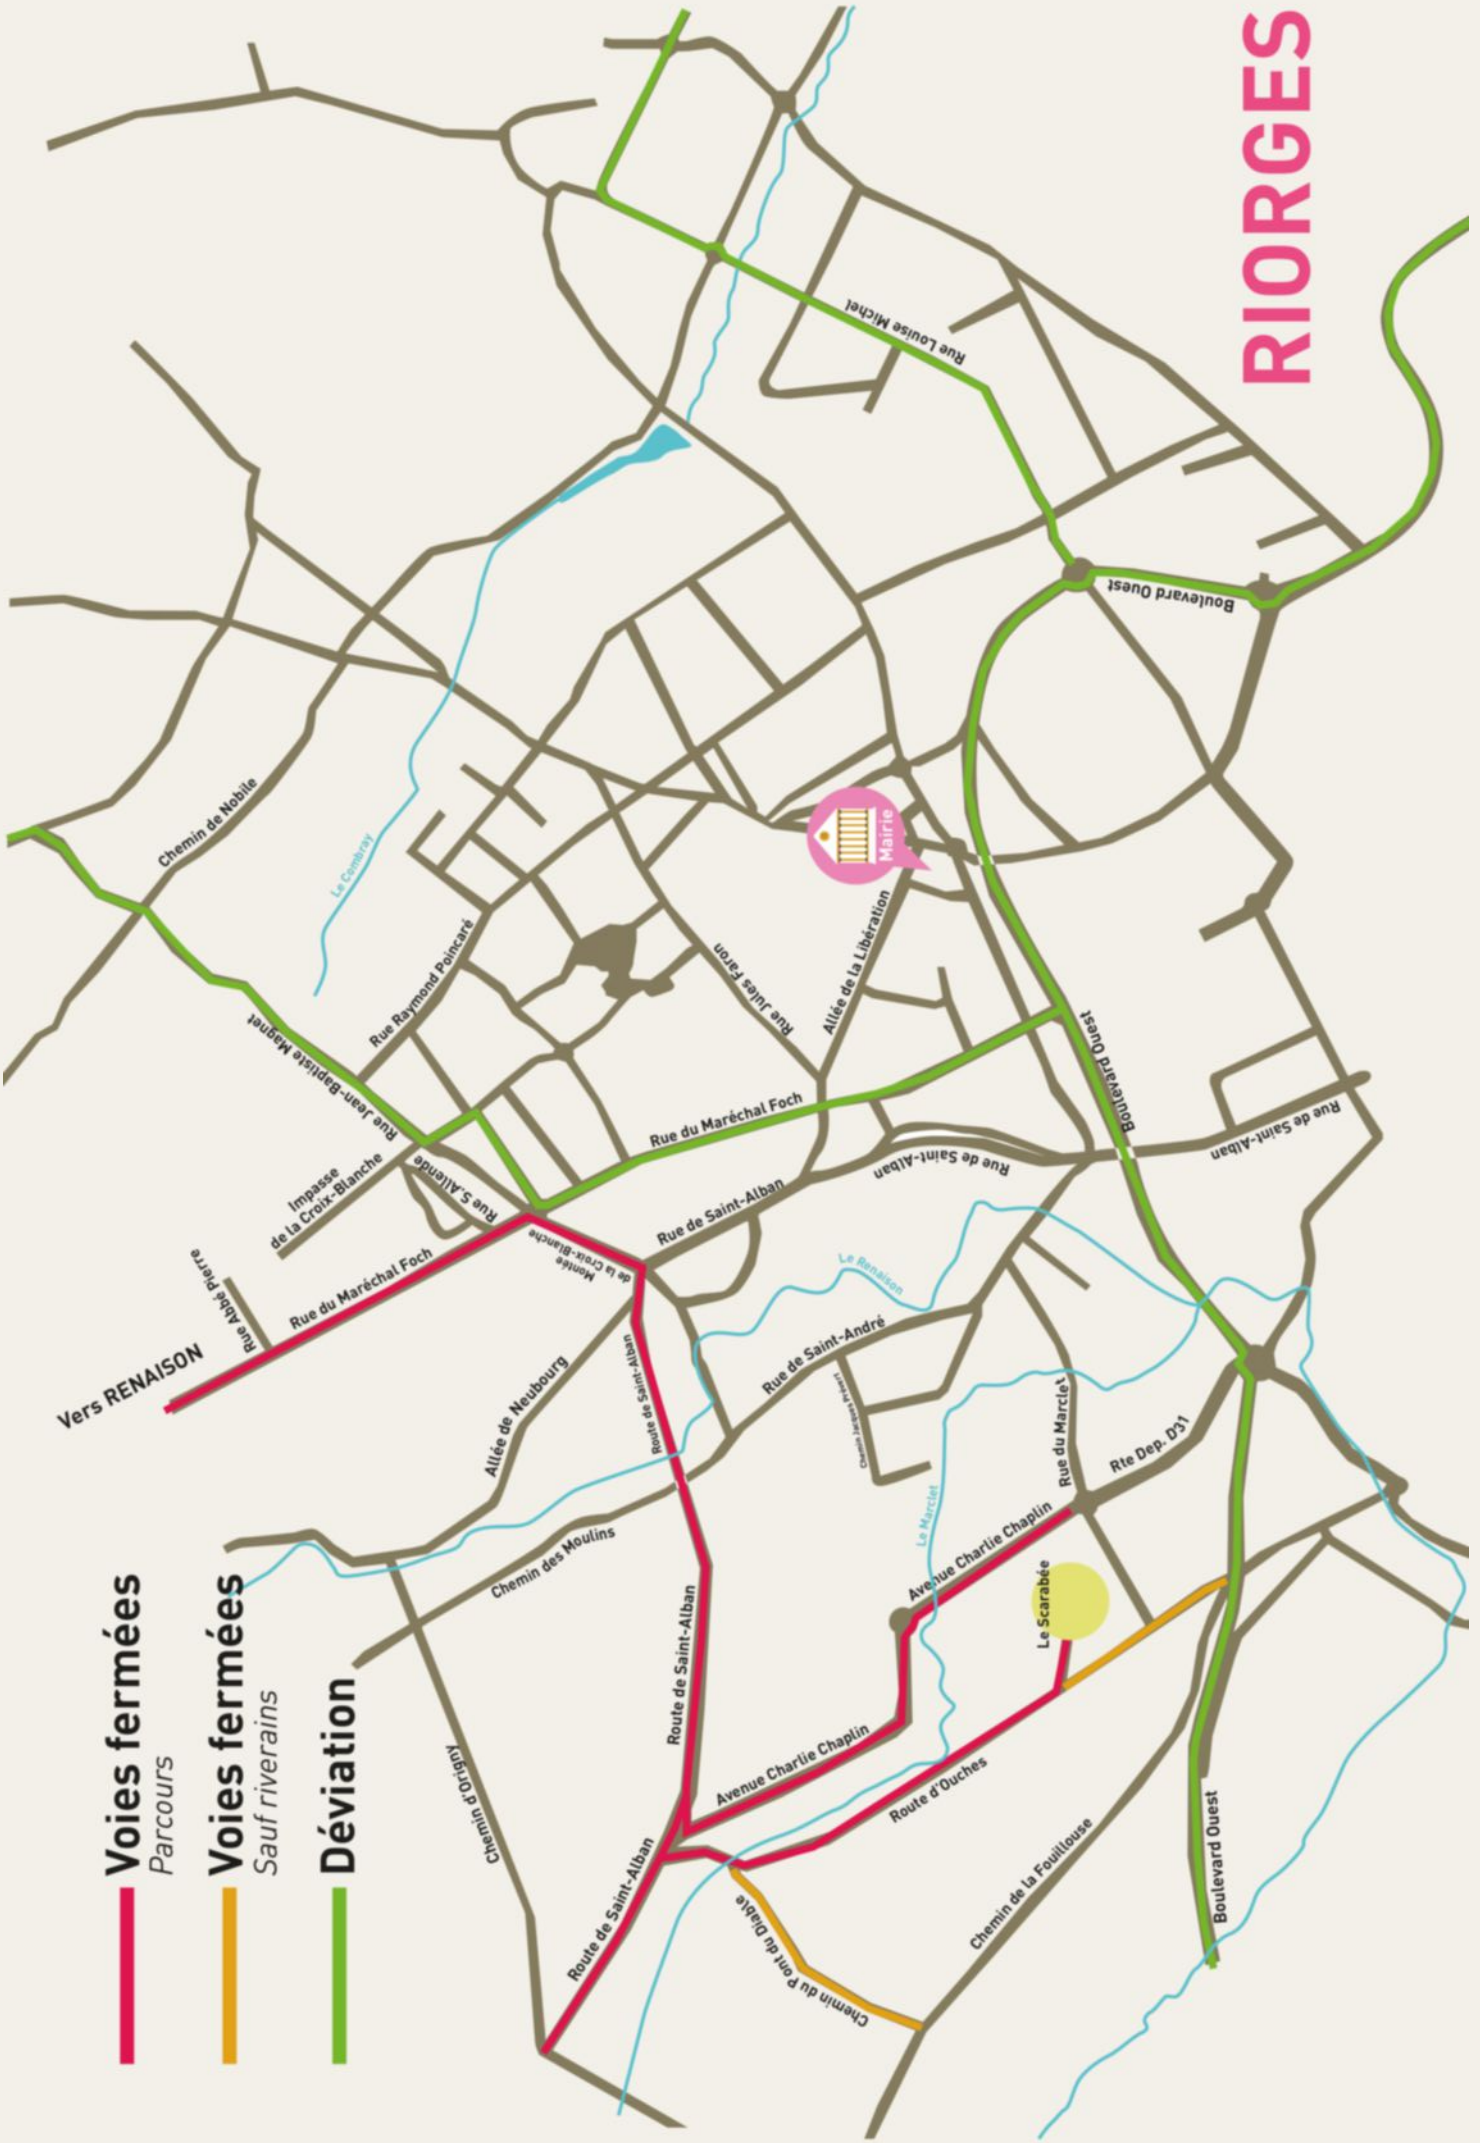 RIORGES
Voies fermées
Parcours
Voies fermées
Sauf riverains
Déviation
Vers RENAISON
Rue Abbé Pierre
Rue du Maréchal Foch
Impasse
de la Croix-Blanche
Rue S.Allende
Montée
de la Croix-Blanche
Rue Jean-Baptiste Magnet
Chemin de Nobile
Le Combray
Rue Raymond Poincaré
Rue Jules Faron
Allée de la Libération
Mairie
Rue Louise Michel
Boulevard Ouest
Boulevard Ouest
Rue du Maréchal Foch
Rue de Saint-Alban
Rue de Saint-Alban
Rue de Saint-Alban
Le Renaison
Rue de Saint-André
Chemin Jacques Prévert
Allée de Neubourg
Route de Saint-Alban
Chemin des Moulins
Chemin d'Origny
Route de Saint-Alban
Route de Saint-Alban
Le Marclet
Rue du Marclet
Rte Dep. D31
Avenue Charlie Chaplin
Le Scarabée
Avenue Charlie Chaplin
Route d'Ouches
Chemin du Pont du Diable
Chemin de la Fouillouse
Boulevard Ouest